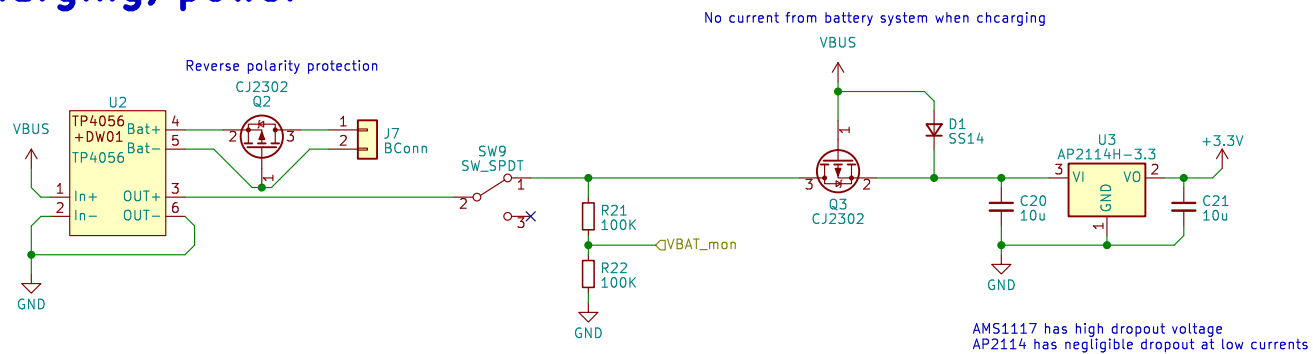 charging, power
No current from battery system when chcarging
VBUS
Reverse polarity protection
CJ2302
Q2
U2
TP4056
+DW01
TP4056
VBUS
Bat+
Bat-
4
5
2
3
1
1
2
J7
BConn
1
2
In+
In-
OUT+
OUT-
3
6
GND
SW9
SW_SPDT
1
2
3
R21
100K
VBAT_mon
R22
100K
GND
1
3
2
Q3
CJ2302
D1
SS14
U3
AP2114H-3.3
3
VI
VO
2
GND
1
+3.3V
C20
10u
C21
10u
GND
AMS1117 has high dropout voltage
AP2114 has negligible dropout at low currents